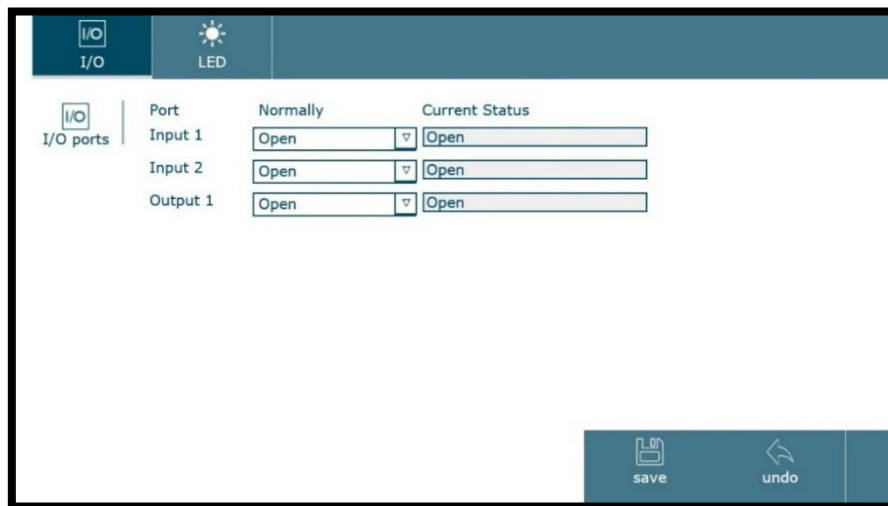 I/O
I/O LED
I/O
I/O ports
Port Normally Current Status
Input 1 Open Open
Input 2 Open Open
Output 1 Open Open
save undo